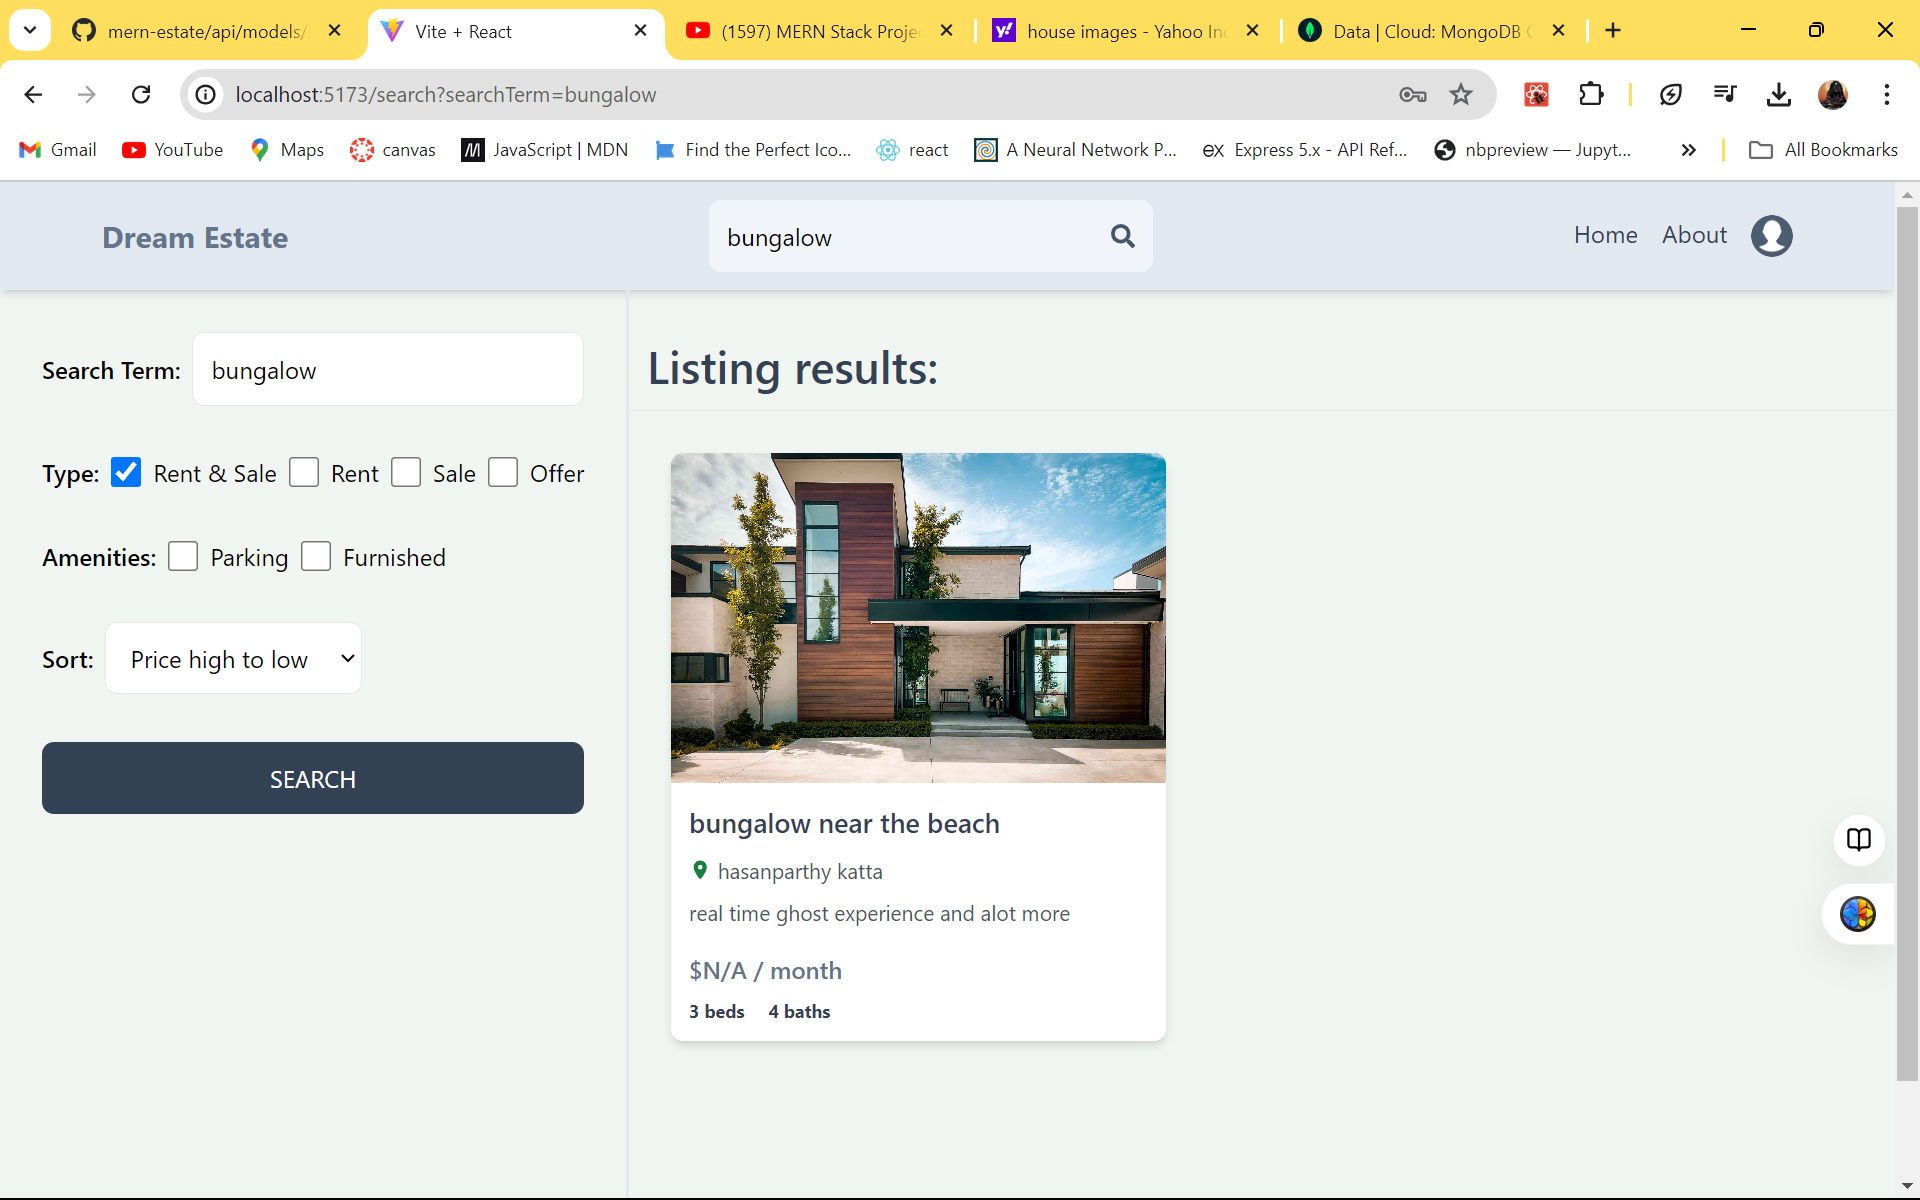 mern-estate/api/models/
Vite + React
(1597) MERN Stack Proje
house images - Yahoo In
Data | Cloud: MongoDB C
localhost:5173/search?searchTerm=bungalow
Gmail
YouTube
Maps
canvas
JavaScript | MDN
Find the Perfect Ico...
react
A Neural Network P...
ex Express 5.x - API Ref...
nbpreview — Jupyt...
All Bookmarks
Dream Estate
bungalow
Home
About
Search Term: bungalow
Type: Rent & Sale Rent Sale Offer
Amenities: Parking Furnished
Sort: Price high to low
SEARCH
Listing results:
bungalow near the beach
hasanparthy katta
real time ghost experience and alot more
$N/A / month
3 beds 4 baths